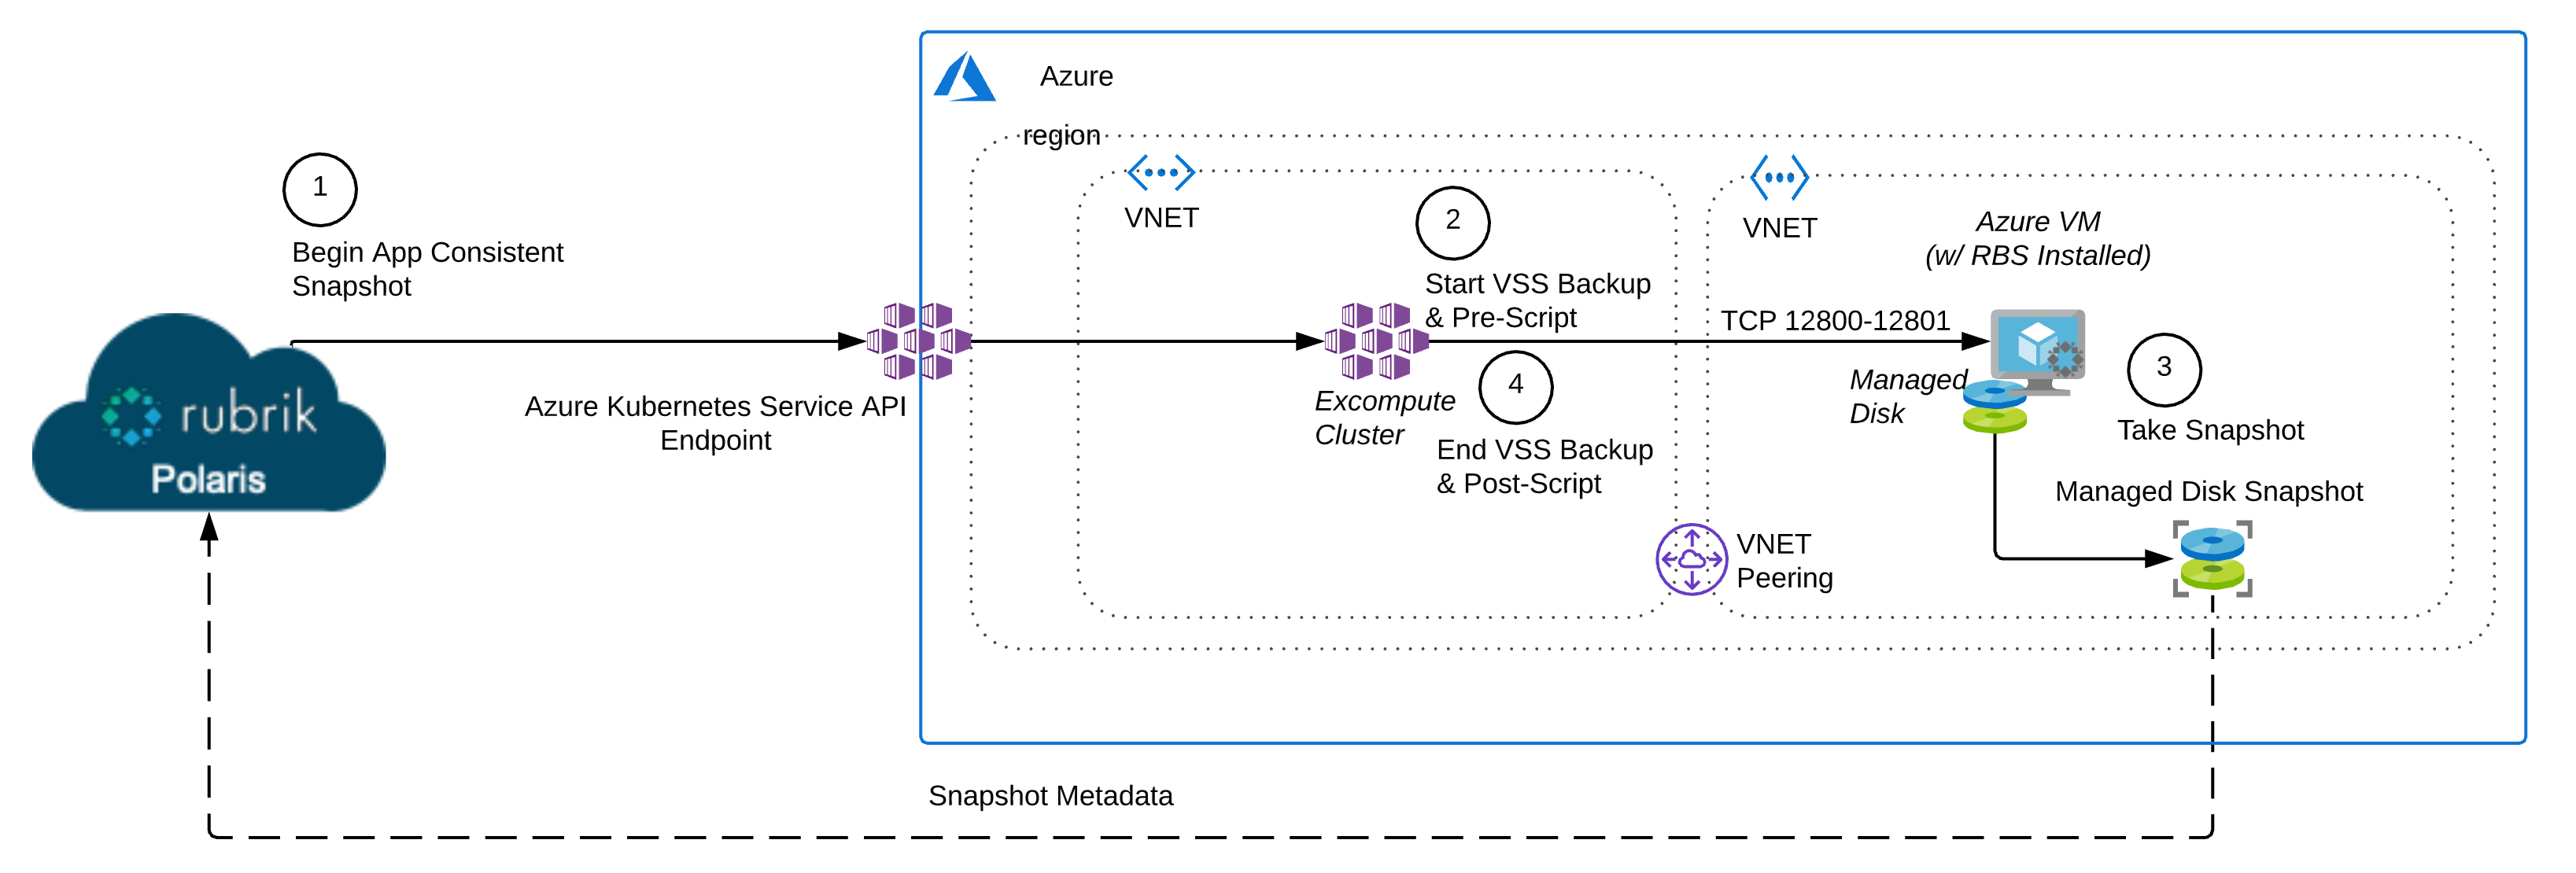 Azure
region
1
Begin App Consistent
Snapshot
rubrik
Polaris
Azure Kubernetes Service API
Endpoint
VNET
2
Start VSS Backup
& Pre-Script
Excompute
Cluster
4
End VSS Backup
& Post-Script
VNET
Azure VM
(w/ RBS Installed)
TCP 12800-12801
Managed
Disk
3
Take Snapshot
Managed Disk Snapshot
VNET
Peering
Snapshot Metadata